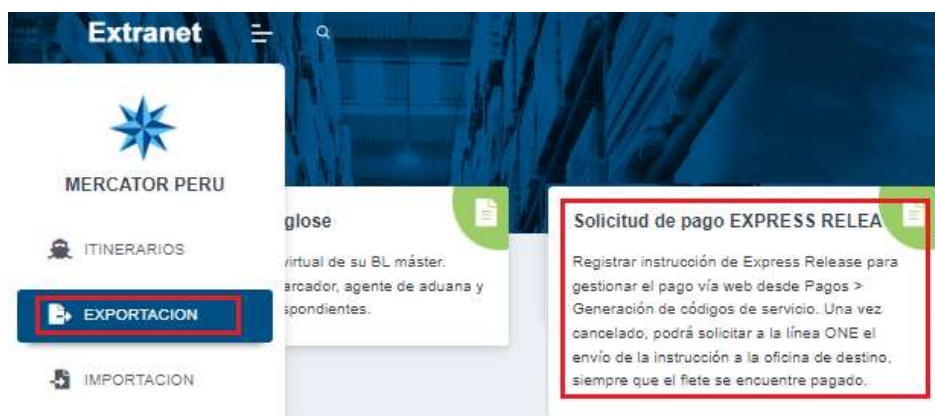 Extranet
MERCATOR PERU
ITINERARIOS
EXPORTACION
IMPORTACION
glose
virtual de su BL máster.
arcador, agente de aduana y
spondientes.
Solicitud de pago EXPRESS RELEA
Registrar instrucción de Express Release para
gestionar el pago vía web desde Pagos >
Generación de códigos de servicio. Una vez
cancelado, podrá solicitar a la línea ONE el
envío de la instrucción a la oficina de destino,
siempre que el flete se encuentre pagado.